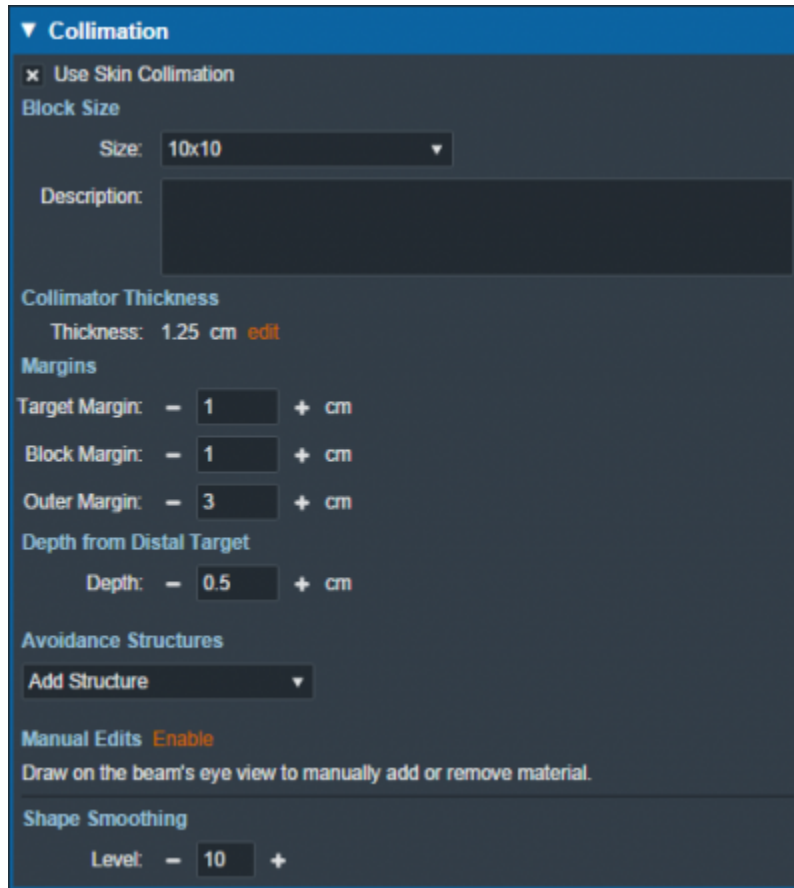 Collimation
Use Skin Collimation
Block Size
Size: 10x10
Description:
Collimator Thickness
Thickness: 1.25 cm edit
Margins
Target Margin: − 1 + cm
Block Margin: − 1 + cm
Outer Margin: − 3 + cm
Depth from Distal Target
Depth: − 0.5 + cm
Avoidance Structures
Add Structure
Manual Edits Enable
Draw on the beam's eye view to manually add or remove material.
Shape Smoothing
Level: − 10 +